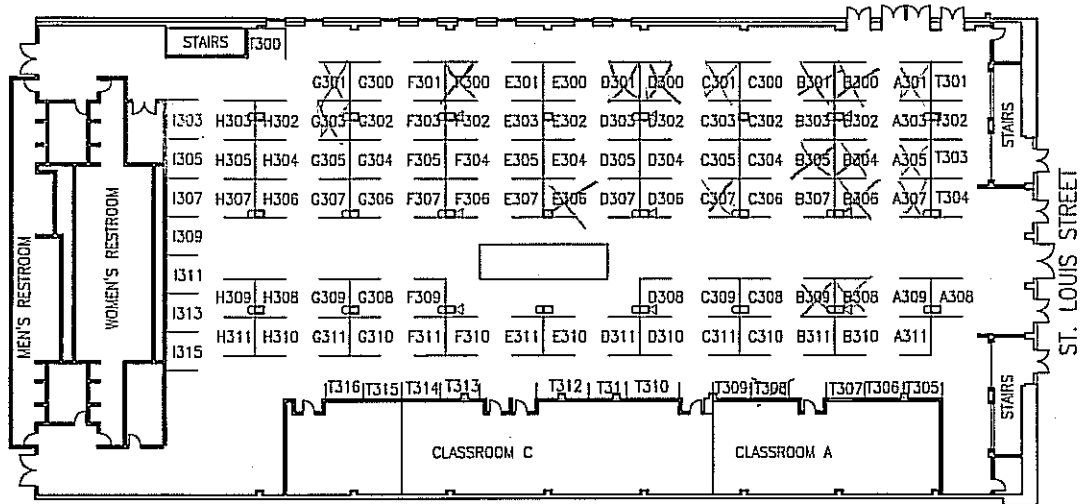 STAIRS T300
G301 G300 F301 F300 E301 E300 D301 D300 C301 C300 B301 B300 A301 T301
I303 H303 H302 G303 G302 F303 F302 E303 E302 D303 D302 C303 C302 B303 B302 A303 T302
I305 H305 H304 G305 G304 F305 F304 E305 E304 D305 D304 C305 C304 B305 B304 A305 T303
I307 H307 H306 G307 G306 F307 F306 E307 E306 D307 D306 C307 C306 B307 B306 A307 T304
STAIRS
I309
I311
I313 H309 H308 G309 G308 F309 D308 C309 C308 B309 B308 A309 A308
I315 H311 H310 G311 G310 F311 F310 E311 E310 D311 D310 C311 C310 B311 B310 A311
MEN'S RESTROOM
WOMEN'S RESTROOM
ST. LOUIS STREET
T316 T315 T314 T313 T312 T311 T310 T309 T308 T307 T306 T305
STAIRS
CLASSROOM C CLASSROOM A